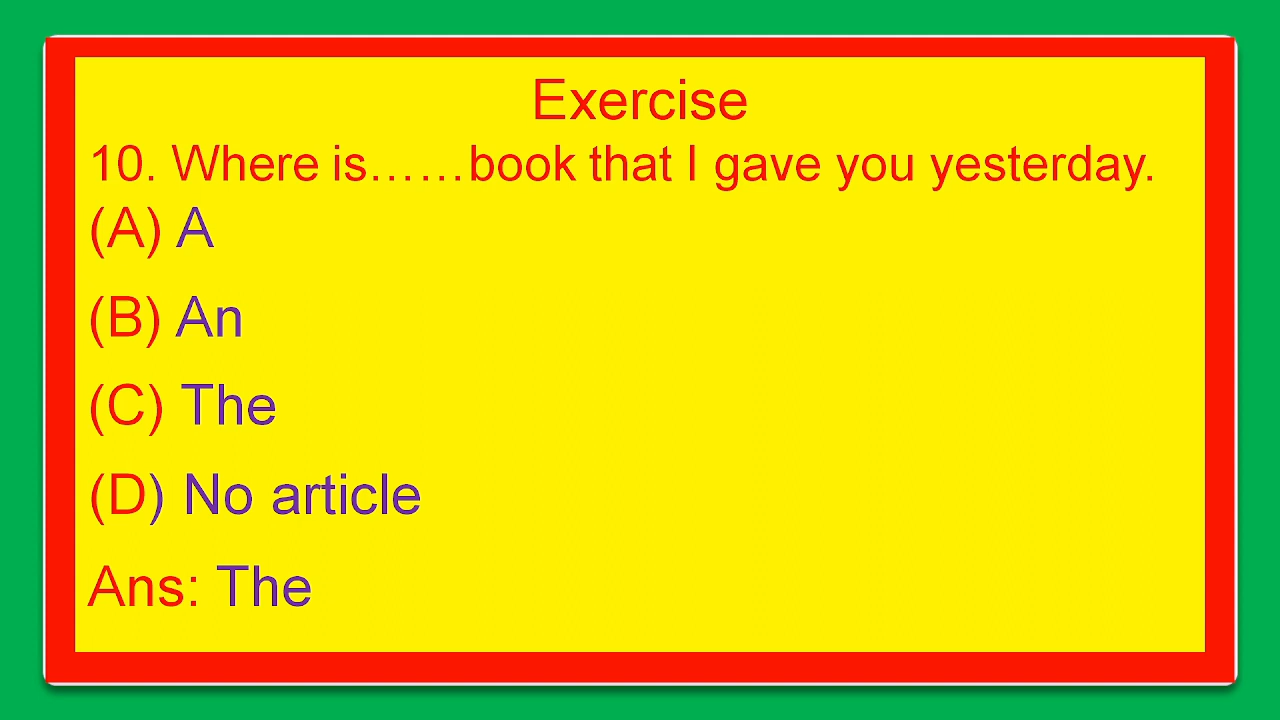 Exercise
10. Where is……book that I gave you yesterday.
(A) A
(B) An
(C) The
(D) No article
Ans: The